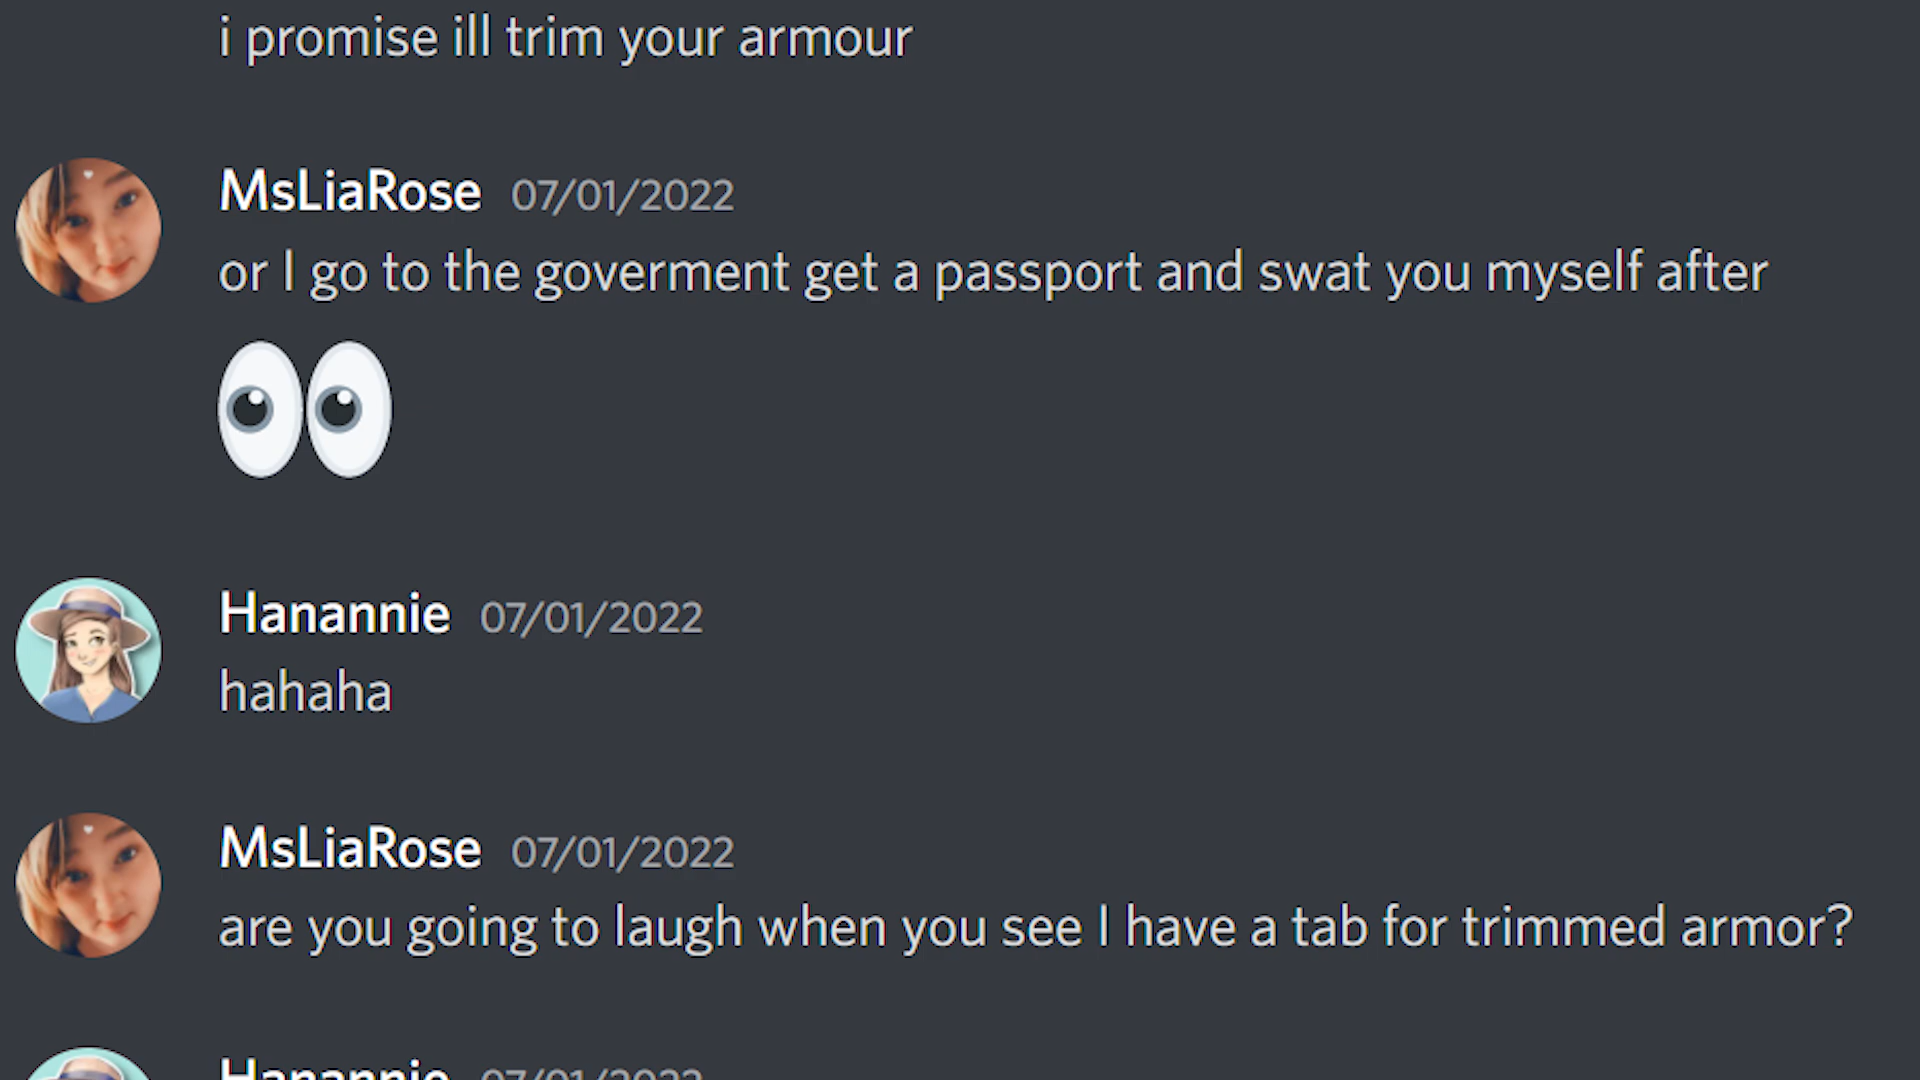 i promise ill trim your armour
MsLiaRose 07/01/2022
or I go to the goverment get a passport and swat you myself after
Hanannie 07/01/2022
hahaha
MsLiaRose 07/01/2022
are you going to laugh when you see I have a tab for trimmed armor?
Hanannie 07/01/2022